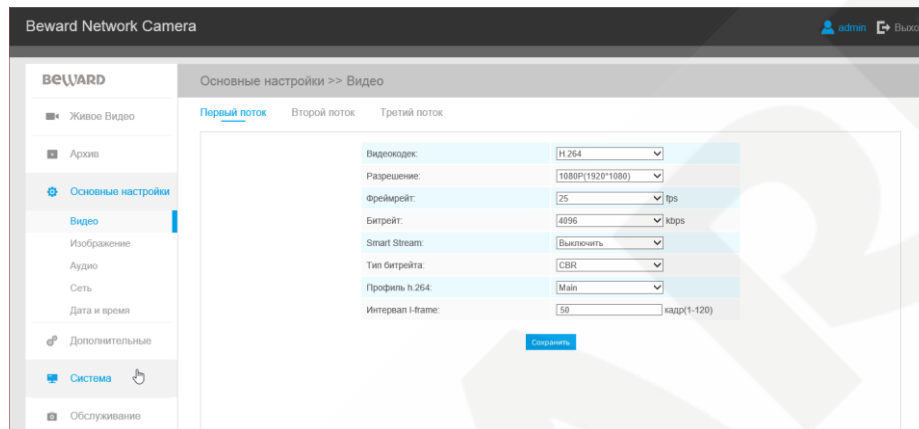 Beward Network Camera
admin
BEWARD
Основные настройки >> Видео
Живое Видео
Архив
Основные настройки
Видео
Изображение
Аудио
Сеть
Дата и время
Дополнительные
Система
Обслуживание
Первый поток Второй поток Третий поток
Видеокодек: H.264
Разрешение: 1080P(1920*1080)
Фреймрейт: 25 fps
Битрейт: 4096 kbps
Smart Stream: Выключить
Тип битрейта: CBR
Профиль h.264: Main
Интервал I-frame: 50 кадр(1-120)
Сохранить